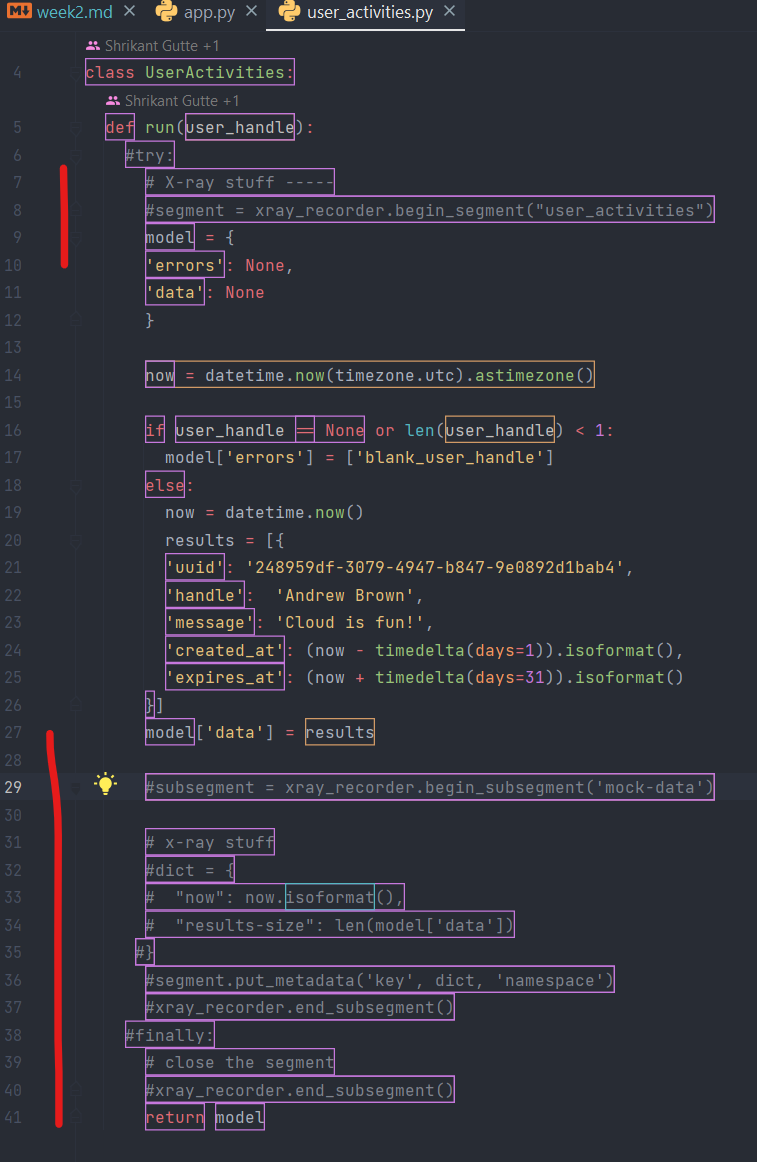 week2.md × app.py × user_activities.py ×
Shrikant Gutte +1
4 class UserActivities:
Shrikant Gutte +1
5 def run(user_handle):
6 #try:
7 # X-ray stuff -----
8 #segment = xray_recorder.begin_segment("user_activities")
9 model = {
10 'errors': None,
11 'data': None
12 }
13
14 now = datetime.now(timezone.utc).astimezone()
15
16 if user_handle == None or len(user_handle) < 1:
17 model['errors'] = ['blank_user_handle']
18 else:
19 now = datetime.now()
20 results = [{
21 'uuid': '248959df-3079-4947-b847-9e0892d1bab4',
22 'handle': 'Andrew Brown',
23 'message': 'Cloud is fun!',
24 'created_at': (now - timedelta(days=1)).isoformat(),
25 'expires_at': (now + timedelta(days=31)).isoformat()
26 }]
27 model['data'] = results
28
29 #subsegment = xray_recorder.begin_subsegment('mock-data')
30
31 # x-ray stuff
32 #dict = {
33 # "now": now.isoformat(),
34 # "results-size": len(model['data'])
35 #}
36 #segment.put_metadata('key', dict, 'namespace')
37 #xray_recorder.end_subsegment()
38 #finally:
39 # close the segment
40 #xray_recorder.end_subsegment()
41 return model